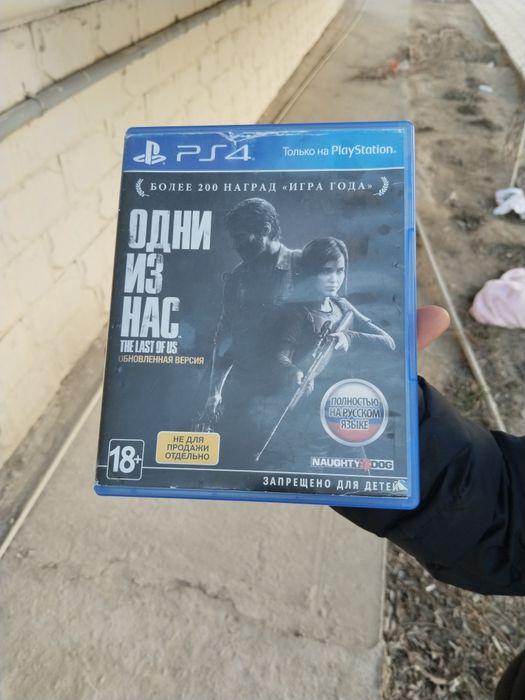 PS4 Только на PlayStation.
БОЛЕЕ 200 НАГРАД «ИГРА ГОДА»
ОДНИ
ИЗ
НАС
THE LAST OF US
ОБНОВЛЕННАЯ ВЕРСИЯ
ПОЛНОСТЬЮ
НА РУССКОМ
ЯЗЫКЕ
НЕ ДЛЯ
ПРОДАЖИ
ОТДЕЛЬНО
18+
NAUGHTY DOG
ЗАПРЕЩЕНО ДЛЯ ДЕТЕЙ